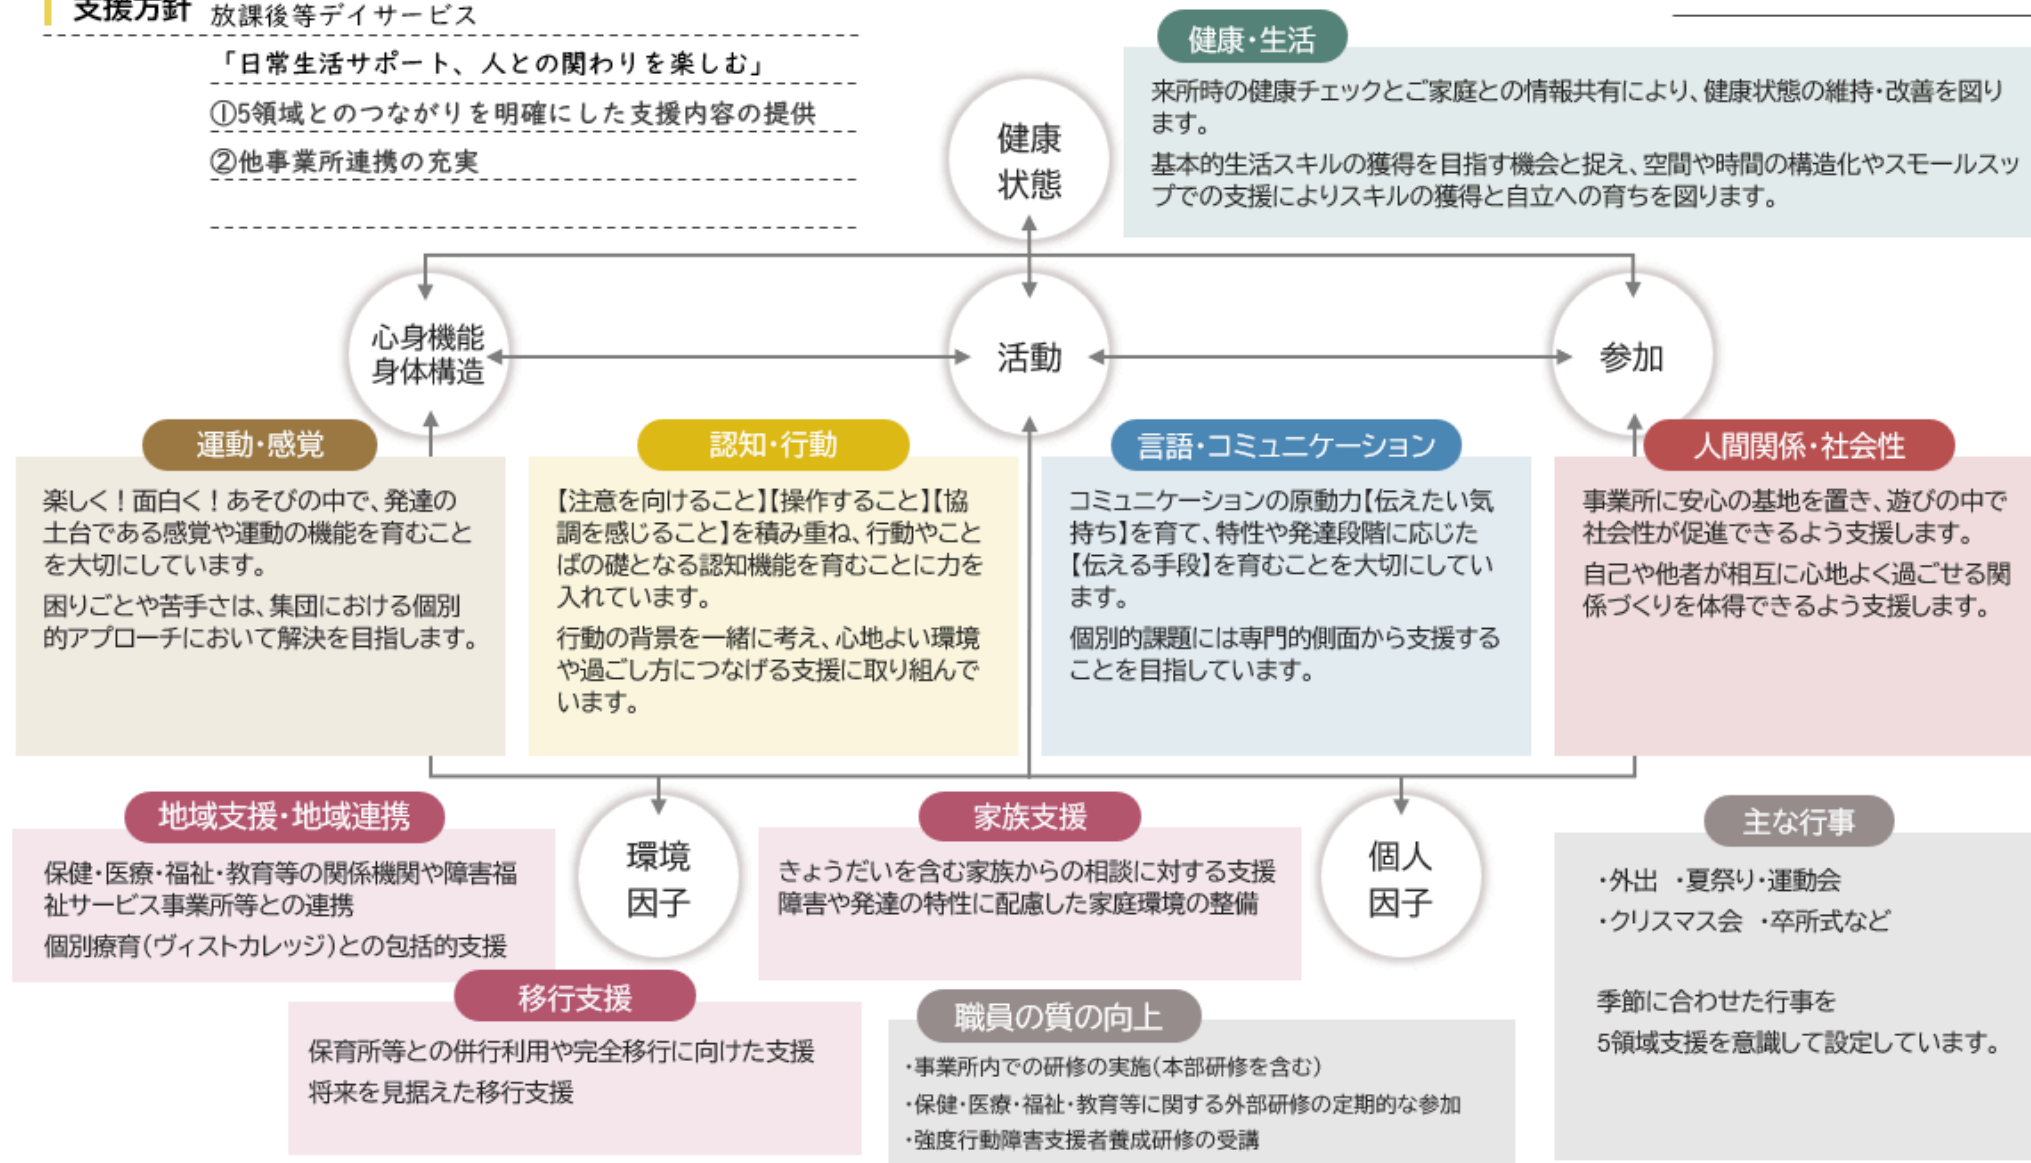 支援方針 放課後等デイサービス
「日常生活サポート、人との関わりを楽しむ」
①5領域とのつながりを明確にした支援内容の提供
②他事業所連携の充実
健康・生活
来所時の健康チェックとご家庭との情報共有により、健康状態の維持・改善を図り
ます。
基本的生活スキルの獲得を目指す機会と捉え、空間や時間の構造化やスモールスッ
プでの支援によりスキルの獲得と自立への育ちを図ります。
健康
状態
心身機能
身体構造
活動
参加
運動・感覚
楽しく！面白く！あそびの中で、発達の
土台である感覚や運動の機能を育むこと
を大切にしています。
困りごとや苦手さは、集団における個別
的アプローチにおいて解決を目指します。
認知・行動
【注意を向けること】【操作すること】【協
調を感じること】を積み重ね、行動やこと
ばの礎となる認知機能を育むことに力を
入れています。
行動の背景を一緒に考え、心地よい環境
や過ごし方につなげる支援に取り組んで
います。
言語・コミュニケーション
コミュニケーションの原動力【伝えたい気
持ち】を育て、特性や発達段階に応じた
【伝える手段】を育むことを大切にしてい
ます。
個別的課題には専門的側面から支援する
ことを目指しています。
人間関係・社会性
事業所に安心の基地を置き、遊びの中で
社会性が促進できるよう支援します。
自己や他者が相互に心地よく過ごせる関
係づくりを体得できるよう支援します。
地域支援・地域連携
保健・医療・福祉・教育等の関係機関や障害福
祉サービス事業所等との連携
個別療育（ヴィストカレッジ）との包括的支援
環境
因子
家族支援
きょうだいを含む家族からの相談に対する支援
障害や発達の特性に配慮した家庭環境の整備
個人
因子
主な行事
・外出 ・夏祭り・運動会
・クリスマス会 ・卒所式など
季節に合わせた行事を
5領域支援を意識して設定しています。
移行支援
保育所等との併行利用や完全移行に向けた支援
将来を見据えた移行支援
職員の質の向上
・事業所内での研修の実施（本部研修を含む）
・保健・医療・福祉・教育等に関する外部研修の定期的な参加
・強度行動障害支援者養成研修の受講